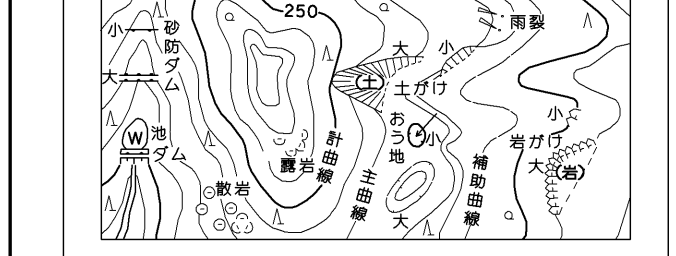 250
雨裂
小 砂防ダム
大
大 小
(土) 土がけ
おう地
小
大
W 池
ダム
露岩
散岩
計曲線
主曲線
補助曲線
小
岩がけ
大 (岩)